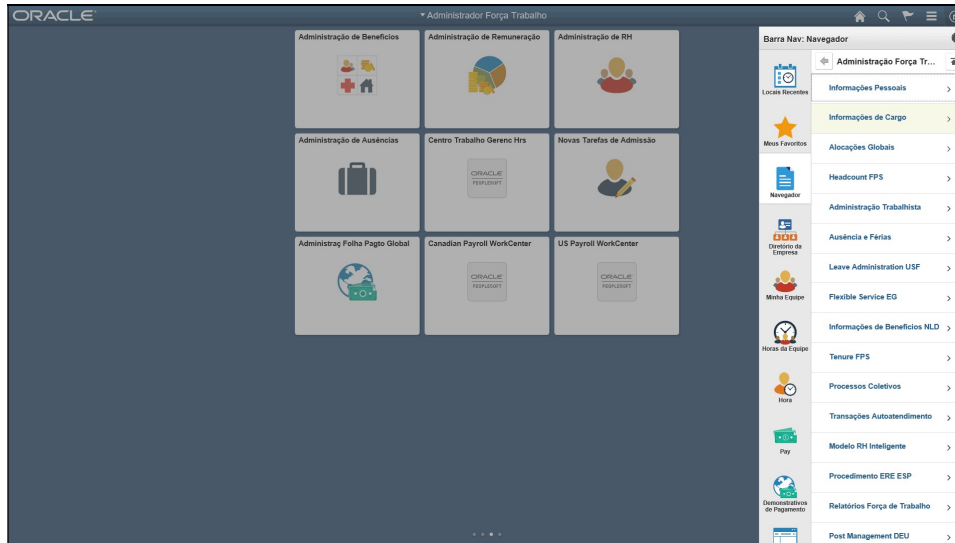 ORACLE
Administrador Força Trabalho
Administração de Benefícios
Administração de Remuneração
Administração de RH
Administração de Ausências
Centro Trabalho Gerenc Hrs
ORACLE
PEOPLESOFT
Novas Tarefas de Admissão
Administraç Folha Pagto Global
Canadian Payroll WorkCenter
ORACLE
PEOPLESOFT
US Payroll WorkCenter
ORACLE
PEOPLESOFT
Barra Nav: Navegador
Locais Recentes
Meus Favoritos
Navegador
Diretório da
Empresa
Minha Equipe
Horas da Equipe
Hora
Pay
Demonstrativos
de Pagamento
Administração Força Tr...
Informações Pessoais
Informações de Cargo
Alocações Globais
Headcount FPS
Administração Trabalhista
Ausência e Férias
Leave Administration USF
Flexible Service EG
Informações de Benefícios NLD
Tenure FPS
Processos Coletivos
Transações Autoatendimento
Modelo RH Inteligente
Procedimento ERE ESP
Relatórios Força de Trabalho
Post Management DEU